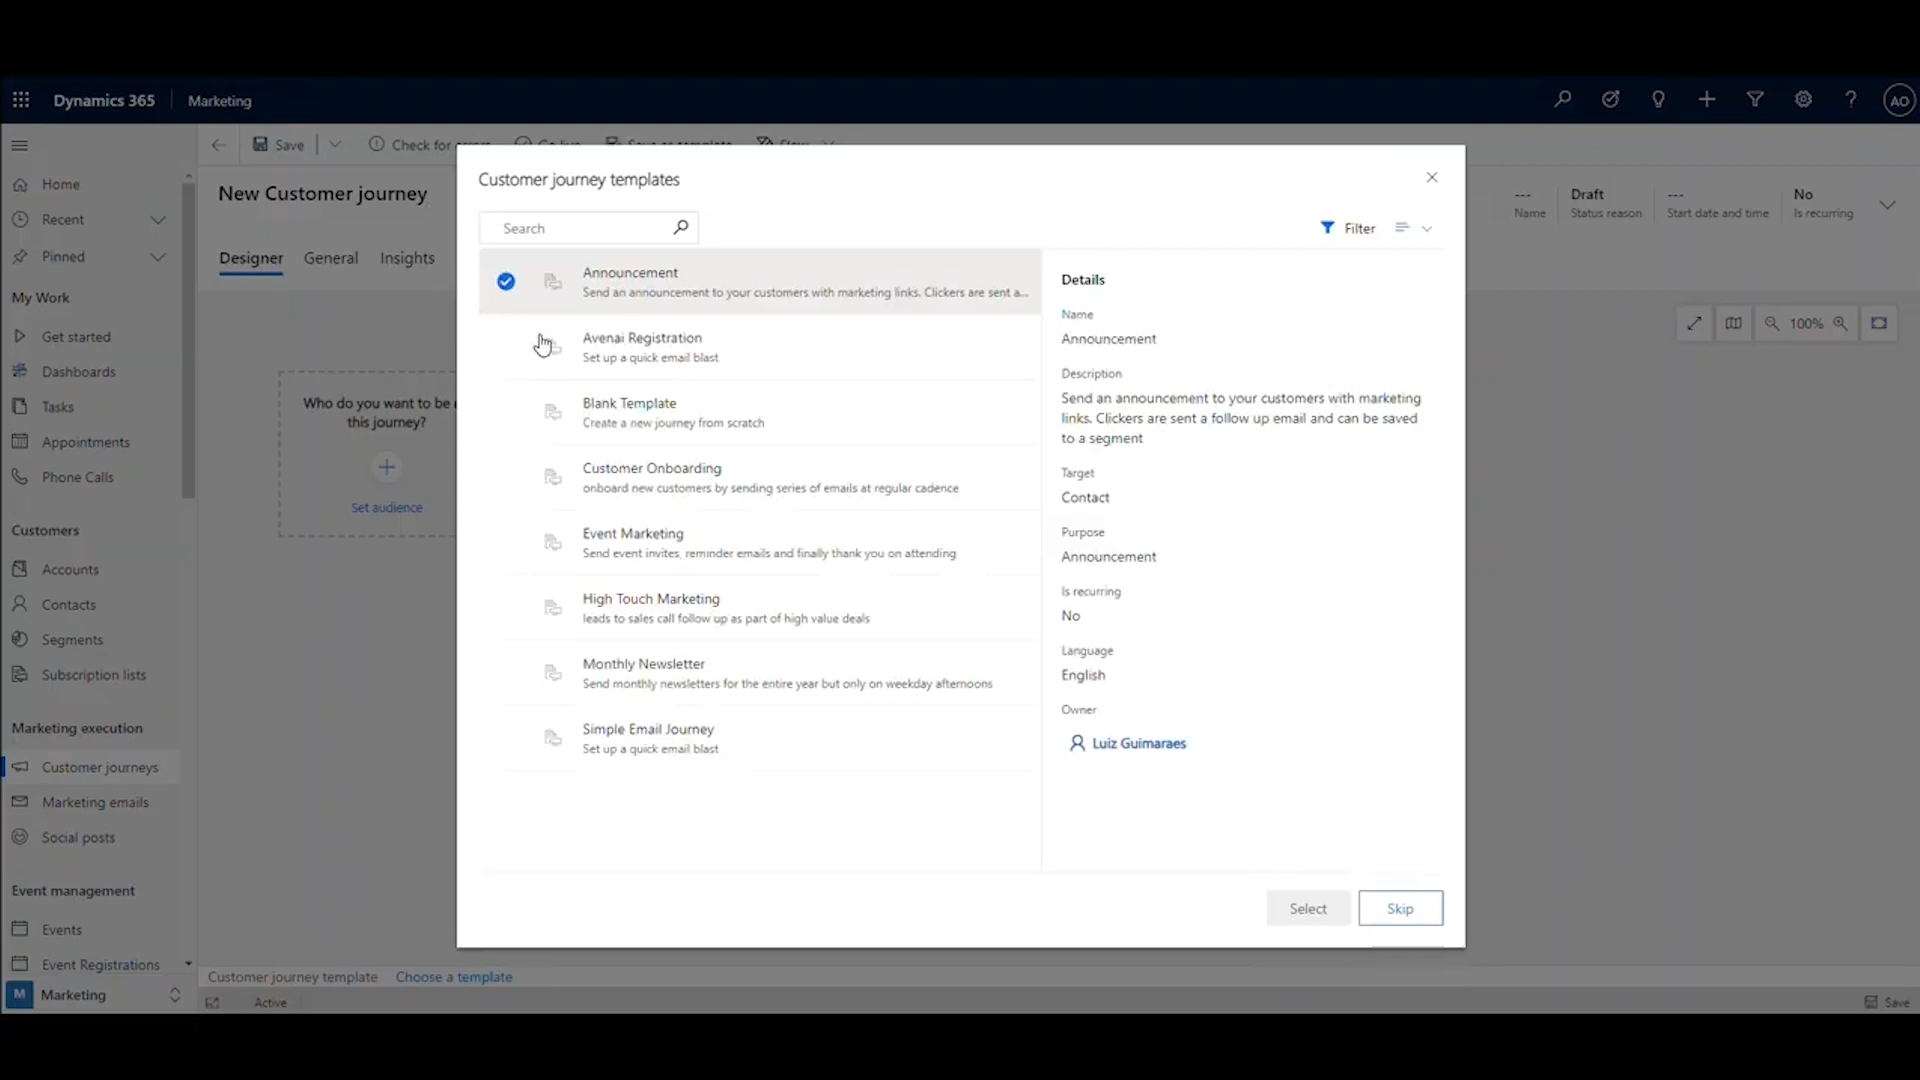 Dynamics 365
Marketing
AO
Save
Check for errors
New Customer journey
---
Name
Draft
Status reason
---
Start date and time
No
Is recurring
Designer
General
Insights
Home
Recent
Pinned
My Work
Get started
Dashboards
Tasks
Appointments
Phone Calls
Customers
Accounts
Contacts
Segments
Subscription lists
Marketing execution
Customer journeys
Marketing emails
Social posts
Event management
Events
Event Registrations
M
Marketing
Who do you want to be
this journey?
Set audience
100%
Customer journey templates
Search
Filter
Announcement
Send an announcement to your customers with marketing links. Clickers are sent a...
Avenai Registration
Set up a quick email blast
Blank Template
Create a new journey from scratch
Customer Onboarding
onboard new customers by sending series of emails at regular cadence
Event Marketing
Send event invites, reminder emails and finally thank you on attending
High Touch Marketing
leads to sales call follow up as part of high value deals
Monthly Newsletter
Send monthly newsletters for the entire year but only on weekday afternoons
Simple Email Journey
Set up a quick email blast
Details
Name
Announcement
Description
Send an announcement to your customers with marketing
links. Clickers are sent a follow up email and can be saved
to a segment
Target
Contact
Purpose
Announcement
Is recurring
No
Language
English
Owner
Luiz Guimaraes
Select
Skip
Customer journey template
Choose a template
Active
Save